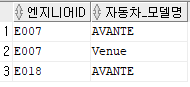 엔지니어ID 자동차_모델명
1 E007 AVANTE
2 E007 Venue
3 E018 AVANTE